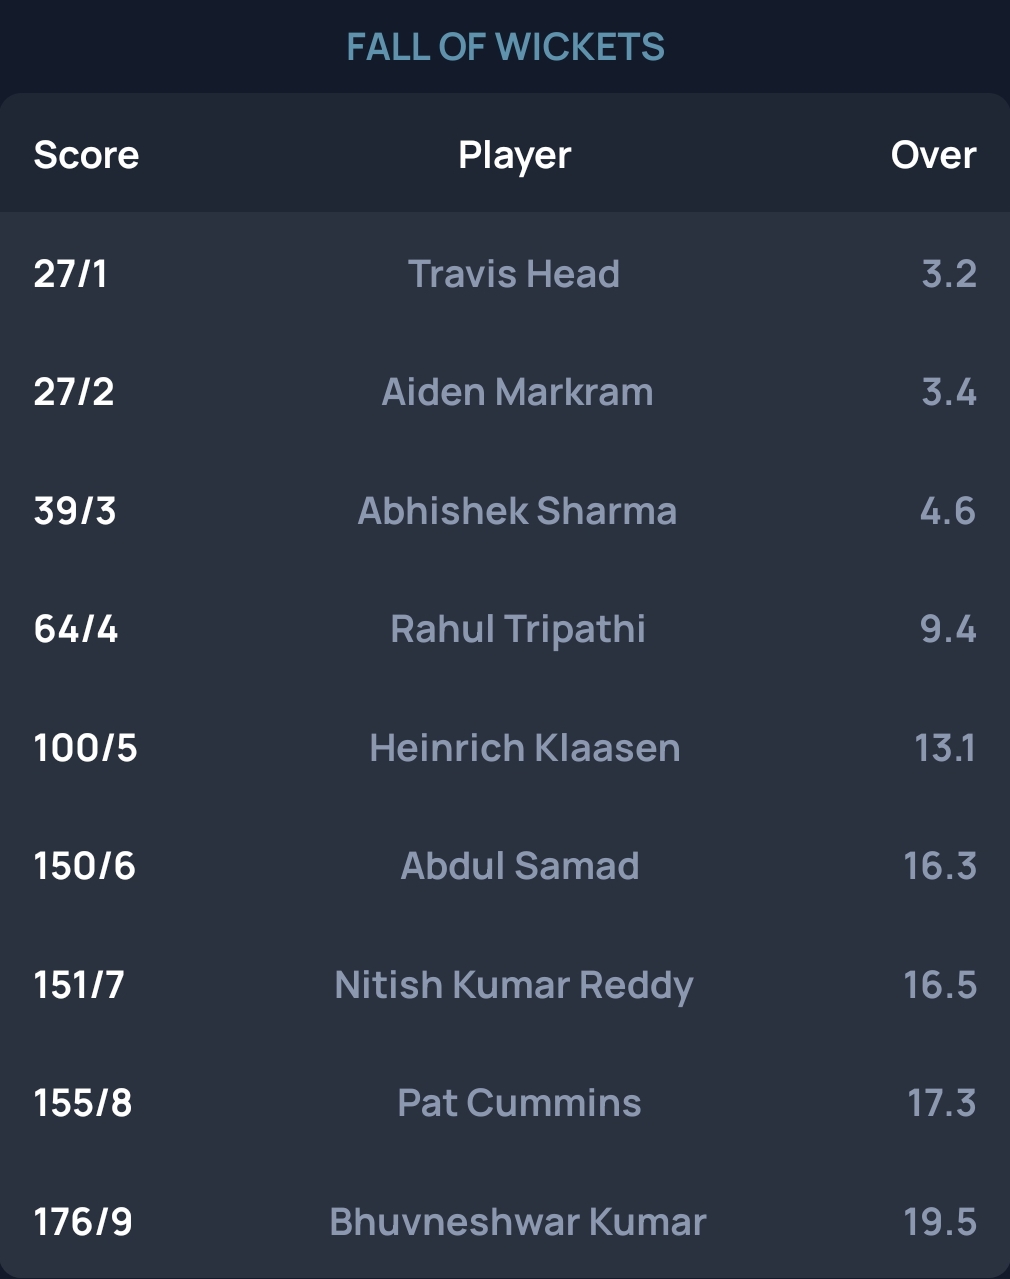 FALL OF WICKETS
Score Player Over
27/1 Travis Head 3.2
27/2 Aiden Markram 3.4
39/3 Abhishek Sharma 4.6
64/4 Rahul Tripathi 9.4
100/5 Heinrich Klaasen 13.1
150/6 Abdul Samad 16.3
151/7 Nitish Kumar Reddy 16.5
155/8 Pat Cummins 17.3
176/9 Bhuvneshwar Kumar 19.5